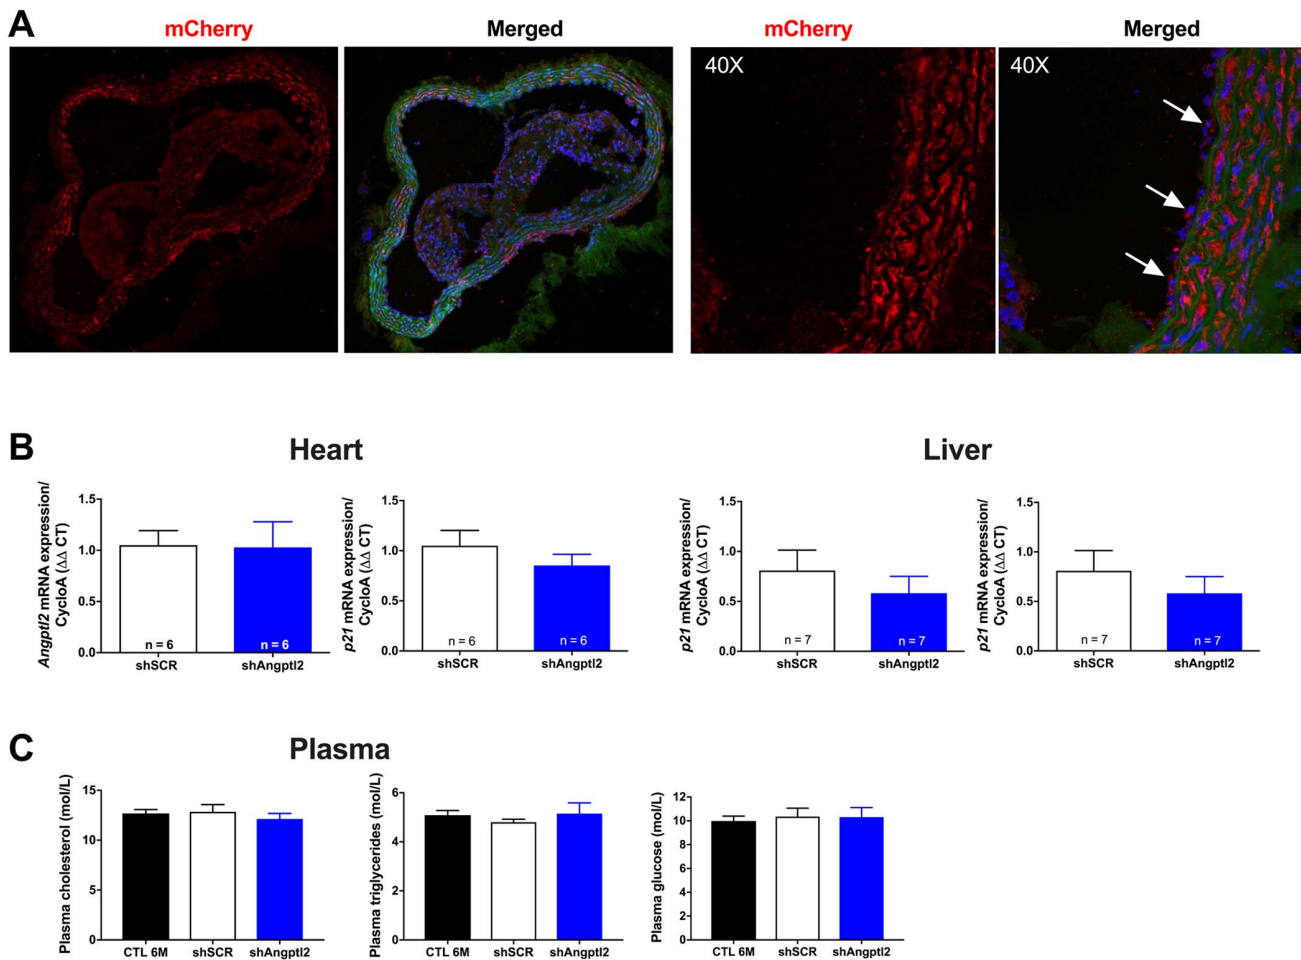 A
mCherry
Merged
mCherry
Merged
40X
40X
B
Heart
Liver
Angptl2 mRNA expression/
CycloA (ΔΔ CT)
1.5
1.0
0.5
0.0
n = 6
n = 6
shSCR
shAngptl2
p21 mRNA expression/
CycloA (ΔΔ CT)
1.5
1.0
0.5
0.0
n = 6
n = 6
shSCR
shAngptl2
p21 mRNA expression/
CycloA (ΔΔ CT)
1.5
1.0
0.5
0.0
n = 7
n = 7
shSCR
shAngptl2
p21 mRNA expression/
CycloA (ΔΔ CT)
1.5
1.0
0.5
0.0
n = 7
n = 7
shSCR
shAngptl2
C
Plasma
Plasma cholesterol (mol/L)
15
10
5
0
CTL 6M
shSCR
shAngptl2
Plasma triglycerides (mol/L)
6
4
2
0
CTL 6M
shSCR
shAngptl2
Plasma glucose (mol/L)
12
10
8
6
4
2
0
CTL 6M
shSCR
shAngptl2